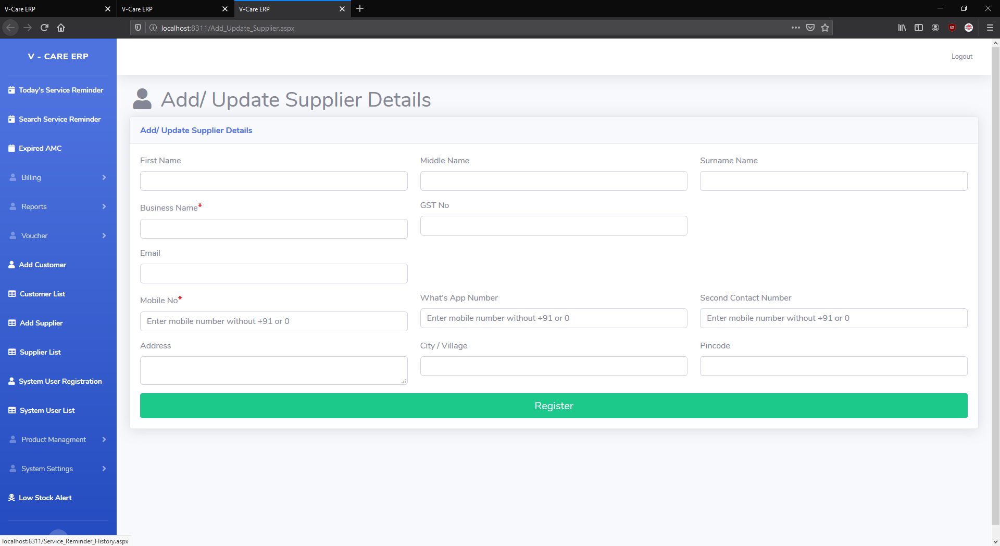 V-Care ERP
V-Care ERP
V-Care ERP
localhost:8311/Add_Update_Supplier.aspx
V - CARE ERP
Logout
Today's Service Reminder
Search Service Reminder
Expired AMC
Billing
Reports
Voucher
Add Customer
Customer List
Add Supplier
Supplier List
System User Registration
System User List
Product Managment
System Settings
Low Stock Alert
Add/ Update Supplier Details
Add/ Update Supplier Details
First Name
Middle Name
Surname Name
Business Name*
GST No
Email
Mobile No*
What's App Number
Second Contact Number
Enter mobile number without +91 or 0
Enter mobile number without +91 or 0
Enter mobile number without +91 or 0
Address
City / Village
Pincode
Register
localhost:8311/Service_Reminder_History.aspx